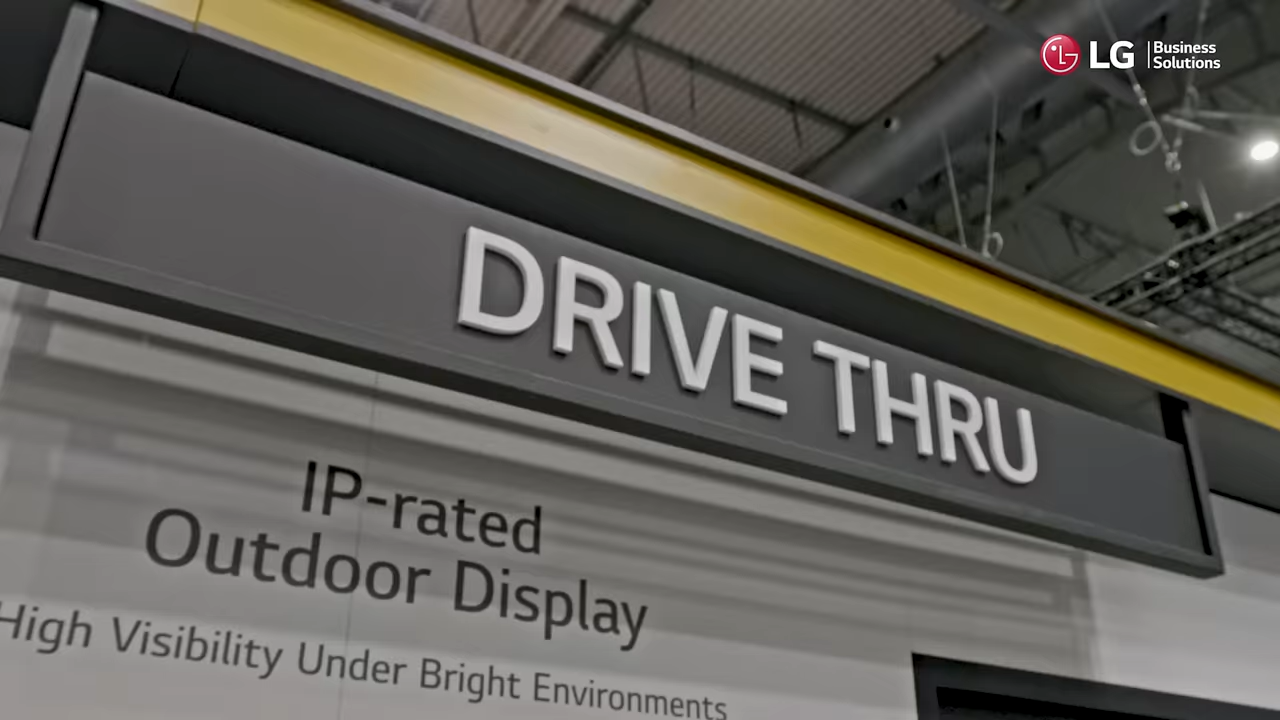 LG Business
Solutions
DRIVE THRU
IP-rated
Outdoor Display
High Visibility Under Bright Environments